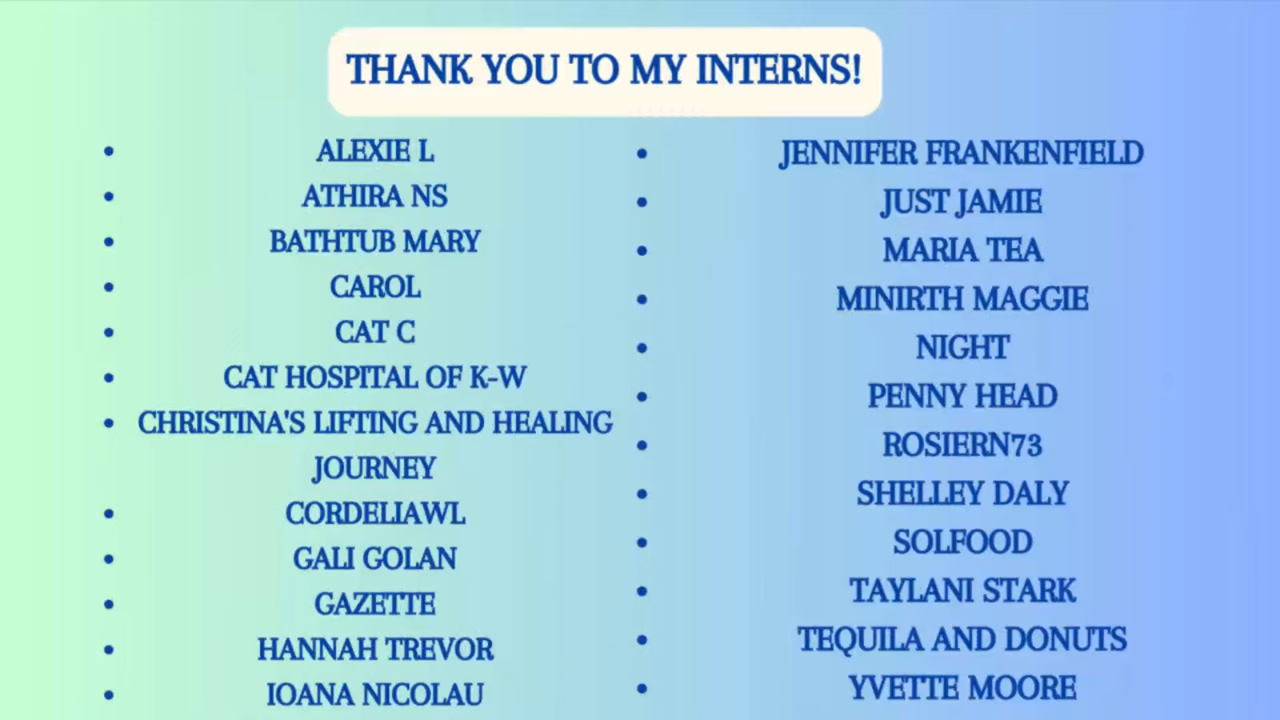 THANK YOU TO MY INTERNS!
• ALEXIE L
• ATHIRA NS
• BATHTUB MARY
• CAROL
• CAT C
• CAT HOSPITAL OF K-W
• CHRISTINA'S LIFTING AND HEALING
JOURNEY
• CORDELIAWL
• GALI GOLAN
• GAZETTE
• HANNAH TREVOR
• IOANA NICOLAU
• JENNIFER FRANKENFIELD
• JUST JAMIE
• MARIA TEA
• MINIRTH MAGGIE
• NIGHT
• PENNY HEAD
• ROSIERN73
• SHELLEY DALY
• SOLFOOD
• TAYLANI STARK
• TEQUILA AND DONUTS
• YVETTE MOORE